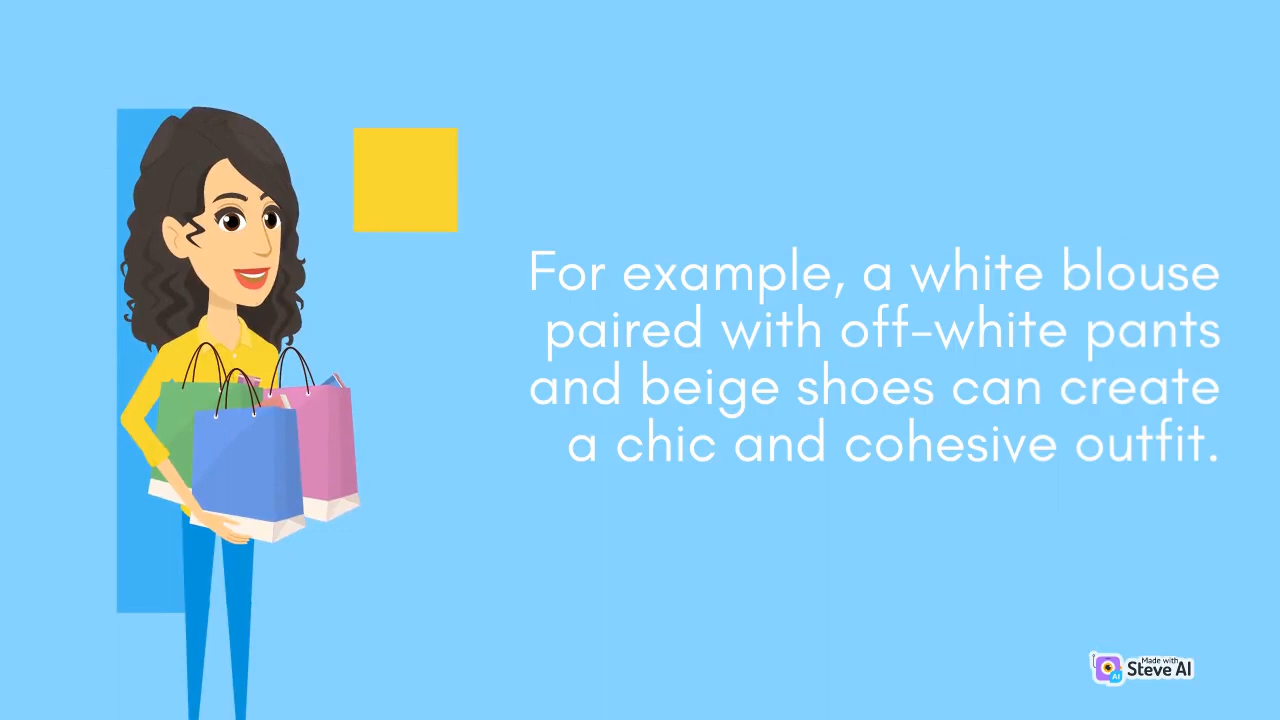 For example, a white blouse
paired with off-white pants
and beige shoes can create
a chic and cohesive outfit.
Made with
Steve AI
AI